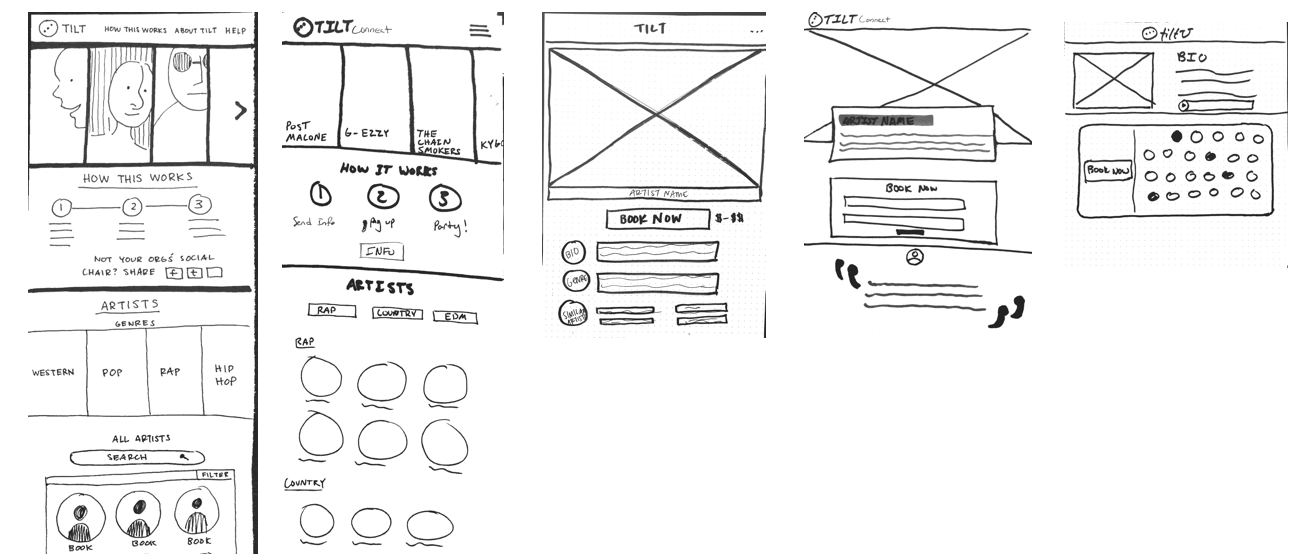 TILT HOW THIS WORKS ABOUT TILT HELP
HOW THIS WORKS
1 2 3
NOT YOUR ORGS' SOCIAL
CHAIR? SHARE f t
ARTISTS
GENRES
WESTERN POP RAP HIP
HOP
ALL ARTISTS
SEARCH
FILTER
BOOK BOOK BOOK
TILT Connect
POST
MALONE
G-EZZY
THE
CHAIN
SMOKERS
KYGO
HOW IT WORKS
1 2 3
Send Info Pay up Party!
INFO
ARTISTS
RAP COUNTRY EDM
RAP
COUNTRY
TILT ...
ARTIST NAME
BOOK NOW $-$$
BIO
GENRE
SIMILAR
ARTIST
TILT Connect
ARTIST NAME
BOOK NOW
" "
tilt
BIO
BOOK NOW